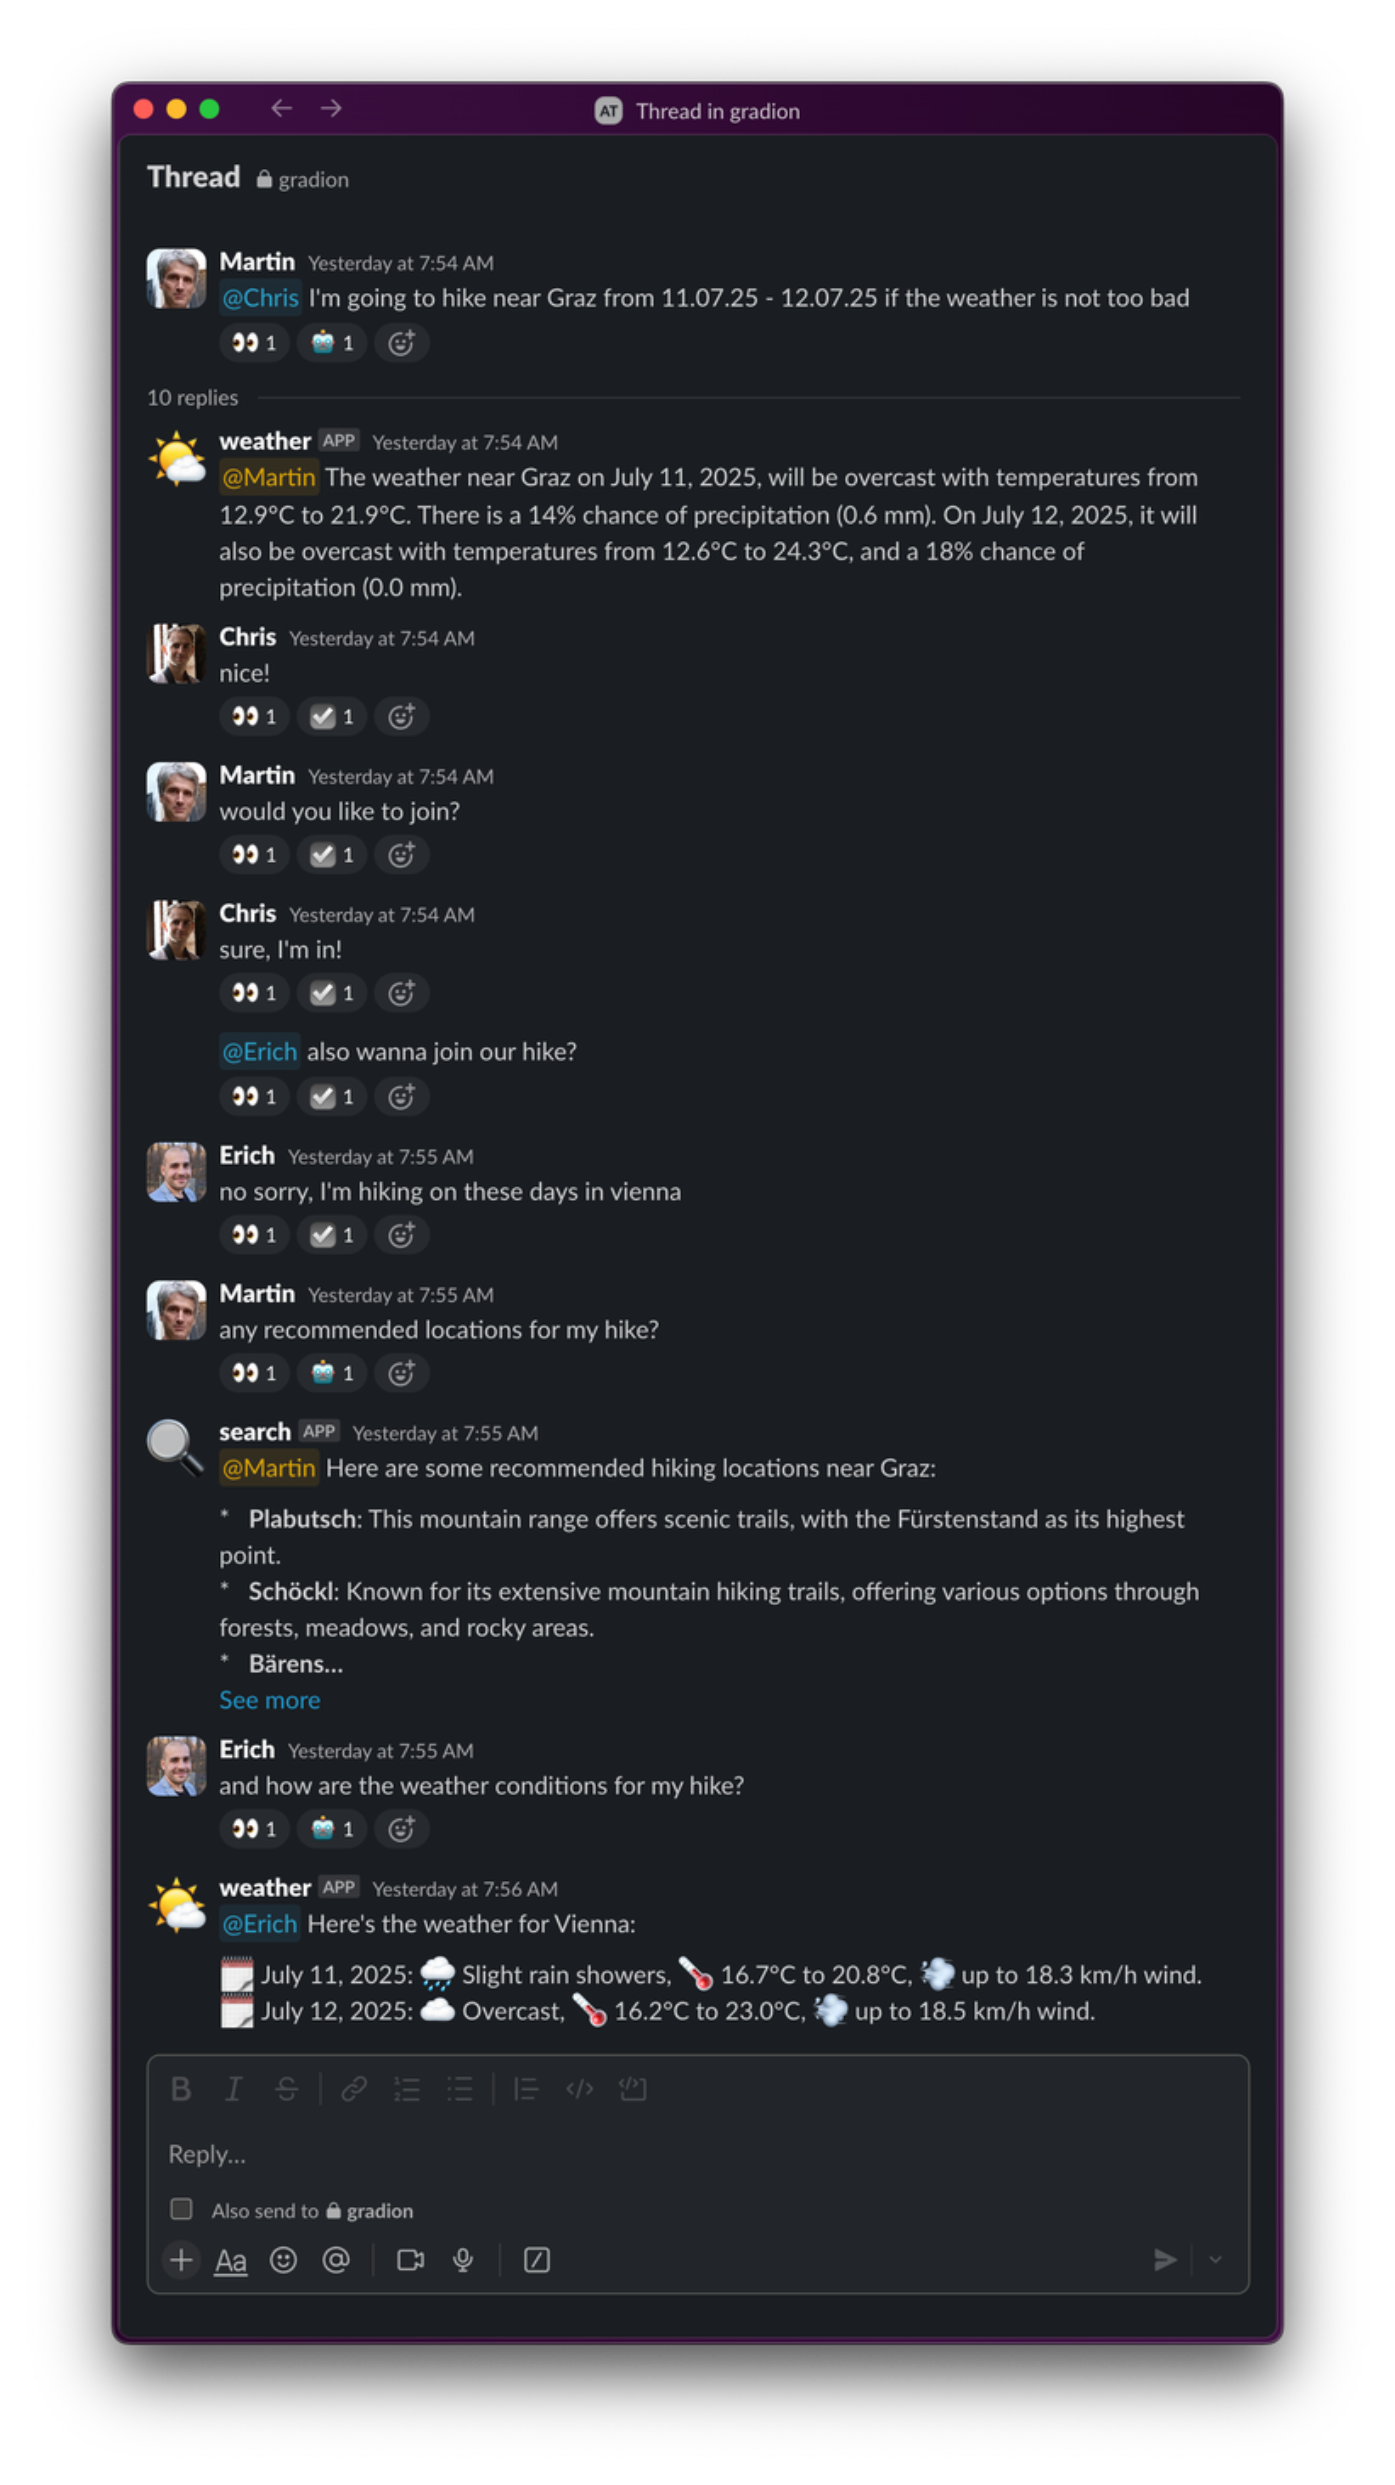 AT Thread in gradion
Thread gradion
Martin Yesterday at 7:54 AM
@Chris I'm going to hike near Graz from 11.07.25 - 12.07.25 if the weather is not too bad
1 1
10 replies
weather APP Yesterday at 7:54 AM
@Martin The weather near Graz on July 11, 2025, will be overcast with temperatures from
12.9°C to 21.9°C. There is a 14% chance of precipitation (0.6 mm). On July 12, 2025, it will
also be overcast with temperatures from 12.6°C to 24.3°C, and a 18% chance of
precipitation (0.0 mm).
Chris Yesterday at 7:54 AM
nice!
1 1
Martin Yesterday at 7:54 AM
would you like to join?
1 1
Chris Yesterday at 7:54 AM
sure, I'm in!
1 1
@Erich also wanna join our hike?
1 1
Erich Yesterday at 7:55 AM
no sorry, I'm hiking on these days in vienna
1 1
Martin Yesterday at 7:55 AM
any recommended locations for my hike?
1 1
search APP Yesterday at 7:55 AM
@Martin Here are some recommended hiking locations near Graz:
* Plabutsch: This mountain range offers scenic trails, with the Fürstenstand as its highest
point.
* Schöckl: Known for its extensive mountain hiking trails, offering various options through
forests, meadows, and rocky areas.
* Bärens...
See more
Erich Yesterday at 7:55 AM
and how are the weather conditions for my hike?
1 1
weather APP Yesterday at 7:56 AM
@Erich Here's the weather for Vienna:
July 11, 2025: Slight rain showers, 16.7°C to 20.8°C, up to 18.3 km/h wind.
July 12, 2025: Overcast, 16.2°C to 23.0°C, up to 18.5 km/h wind.
Reply...
Also send to gradion
Aa